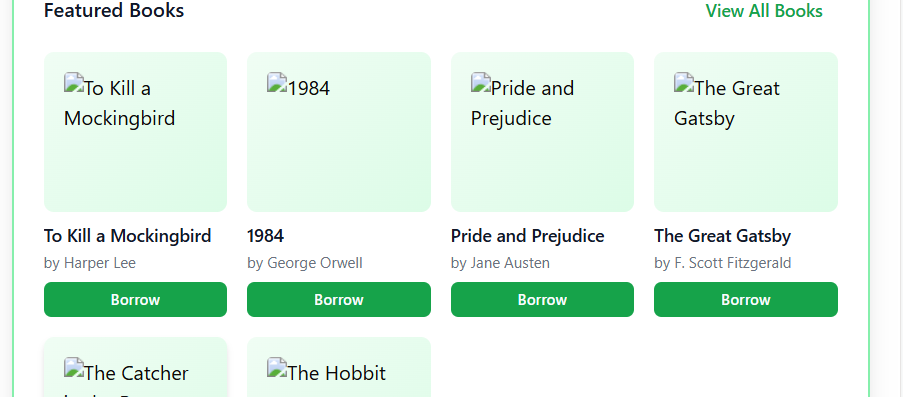 Featured Books
View All Books
To Kill a
Mockingbird
1984
Pride and
Prejudice
The Great
Gatsby
To Kill a Mockingbird
1984
Pride and Prejudice
The Great Gatsby
by Harper Lee
by George Orwell
by Jane Austen
by F. Scott Fitzgerald
Borrow
Borrow
Borrow
Borrow
The Catcher
The Hobbit